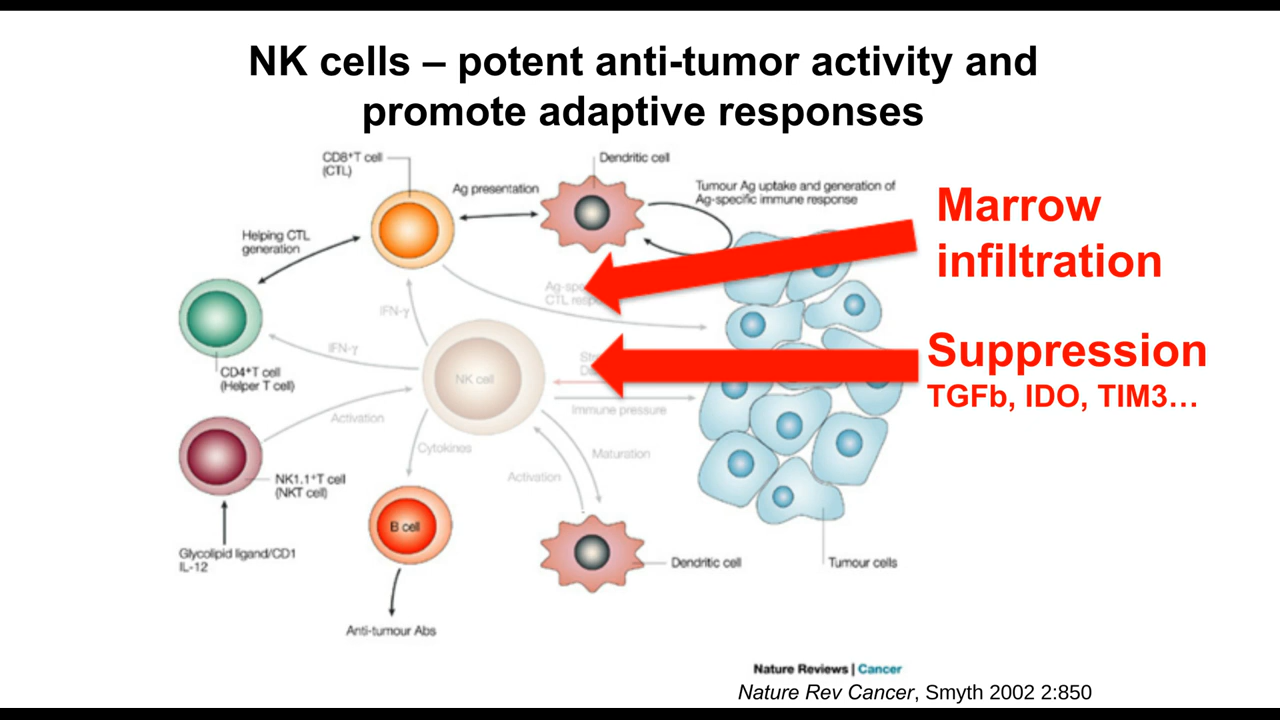 NK cells – potent anti-tumor activity and
promote adaptive responses
CD8⁺T cell
(CTL)
Dendritic cell
Ag presentation
Tumour Ag uptake and generation of
Ag-specific immune response
Marrow
infiltration
Helping CTL
generation
Ag-spe
CTL resp
IFN-γ
IFN-γ
Suppression
TGFb, IDO, TIM3…
CD4⁺T cell
(Helper T cell)
NK cell
Immune pressure
Activation
Cytokines
Maturation
Activation
NK1.1⁺T cell
(NKT cell)
B cell
Glycolipid ligand/CD1
IL-12
Dendritic cell
Tumour cells
Anti-tumour Abs
Nature Reviews | Cancer
Nature Rev Cancer, Smyth 2002 2:850